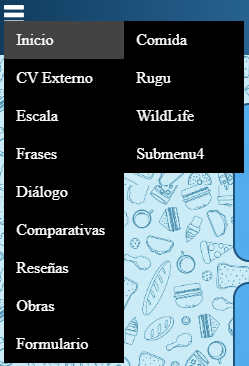 Inicio
CV Externo
Escala
Frases
Diálogo
Comparativas
Reseñas
Obras
Formulario
Comida
Rugu
WildLife
Submenu4